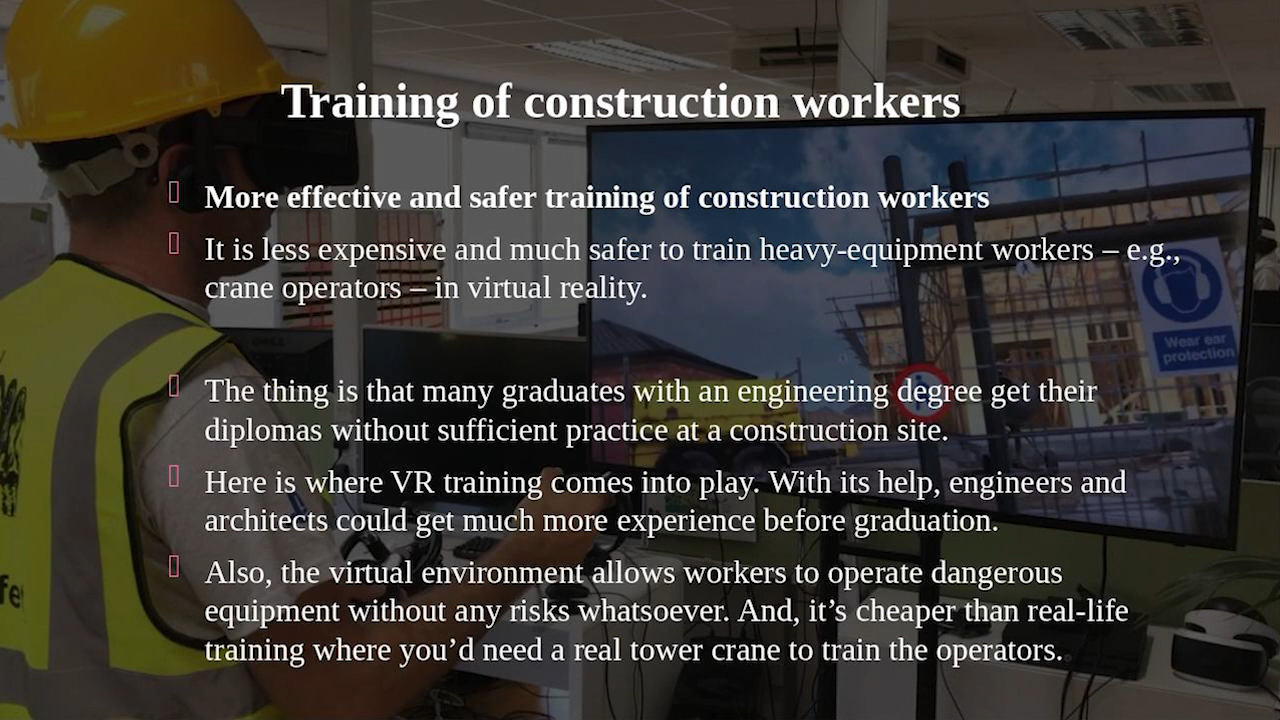 Training of construction workers
More effective and safer training of construction workers
It is less expensive and much safer to train heavy-equipment workers – e.g.,
crane operators – in virtual reality.
The thing is that many graduates with an engineering degree get their
diplomas without sufficient practice at a construction site.
Here is where VR training comes into play. With its help, engineers and
architects could get much more experience before graduation.
Also, the virtual environment allows workers to operate dangerous
equipment without any risks whatsoever. And, it’s cheaper than real-life
training where you’d need a real tower crane to train the operators.
Wear ear
protection